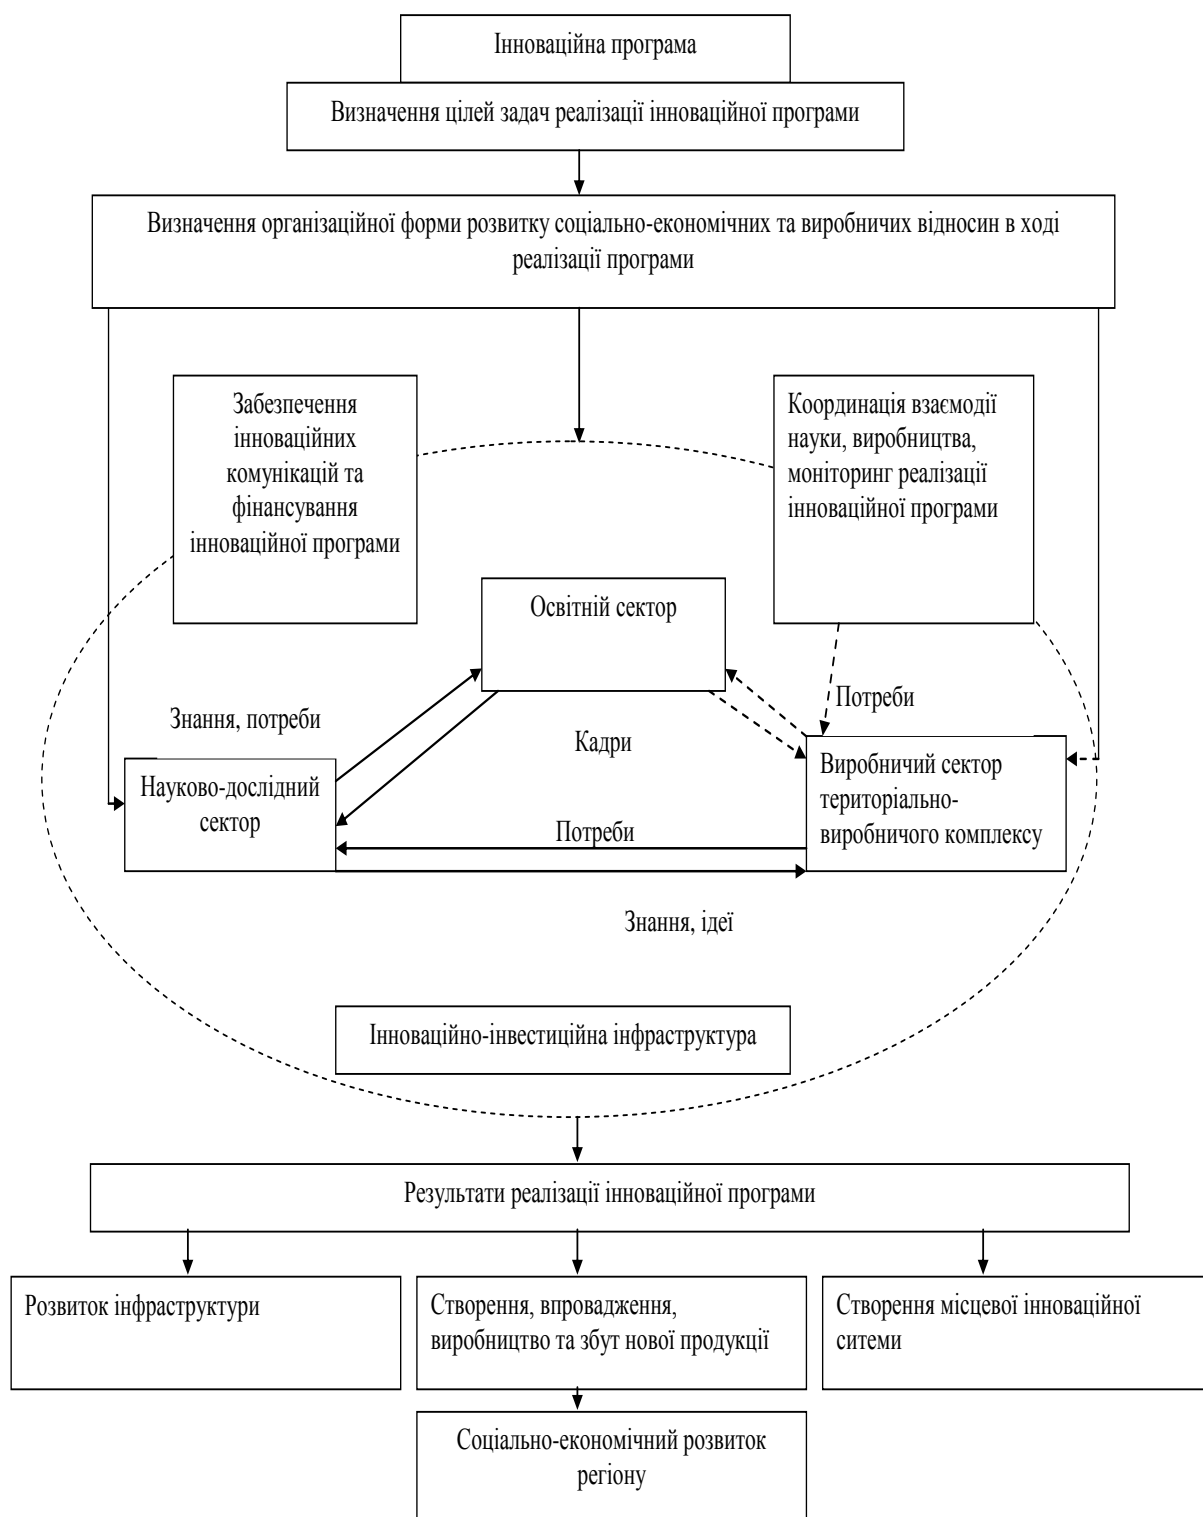 Інноваційна програма
Визначення цілей задач реалізації інноваційної програми
Визначення організаційної форми розвитку соціально-економічних та виробничих відносин в ході
реалізації програми
Забезпечення
інноваційних
комунікацій та
фінансування
інноваційної програми
Координація взаємодії
науки, виробництва,
моніторинг реалізації
інноваційної програми
Освітній сектор
Знання, потреби
Потреби
Кадри
Науково-дослідний
сектор
Виробничий сектор
територіально-
виробничого комплексу
Потреби
Знання, ідеї
Інноваційно-інвестиційна інфраструктура
Результати реалізації інноваційної програми
Розвиток інфраструктури
Створення, впровадження,
виробництво та збут нової продукції
Створення місцевої інноваційної
ситеми
Соціально-економічний розвиток
регіону